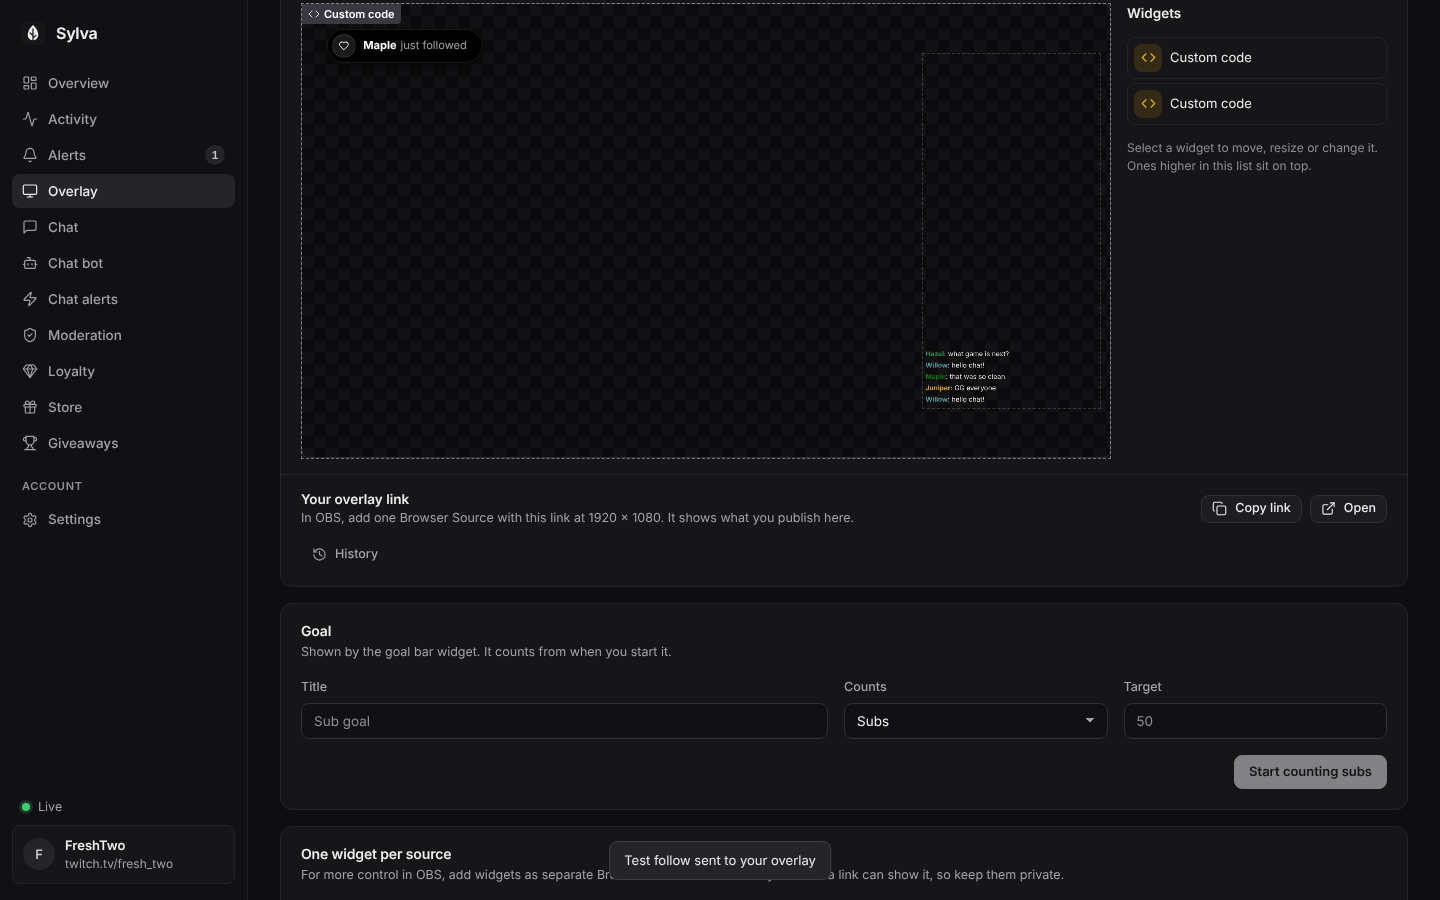 Sylva
Overview
Activity
Alerts
1
Overlay
Chat
Chat bot
Chat alerts
Moderation
Loyalty
Store
Giveaways
ACCOUNT
Settings
Live
F
FreshTwo
twitch.tv/fresh_two
Custom code
Maple just followed
Hazel: what game is next?
Willow: hello chat!
Maple: that was so clean
Juniper: GG everyone
Willow: hello chat!
Widgets
Custom code
Custom code
Select a widget to move, resize or change it.
Ones higher in this list sit on top.
Your overlay link
In OBS, add one Browser Source with this link at 1920 × 1080. It shows what you publish here.
Copy link
Open
History
Goal
Shown by the goal bar widget. It counts from when you start it.
Title
Counts
Target
Sub goal
Subs
50
Start counting subs
One widget per source
For more control in OBS, add widgets as separate
a link can show it, so keep them private.
Test follow sent to your overlay